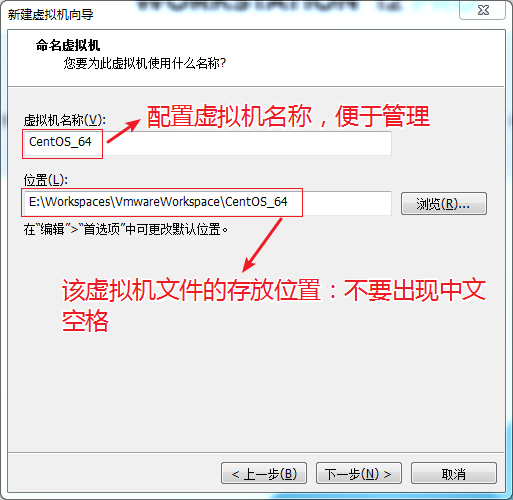 WORKSTATION 12 PRO
新建虚拟机向导
命名虚拟机
您要为此虚拟机使用什么名称?
虚拟机名称(V):
配置虚拟机名称，便于管理
CentOS_64
位置(L):
E:\Workspaces\VmwareWorkspace\CentOS_64
浏览(R)...
在“编辑”>“首选项”中可更改默认位置。
该虚拟机文件的存放位置：不要出现中文
空格
< 上一步(B)
下一步(N) >
取消